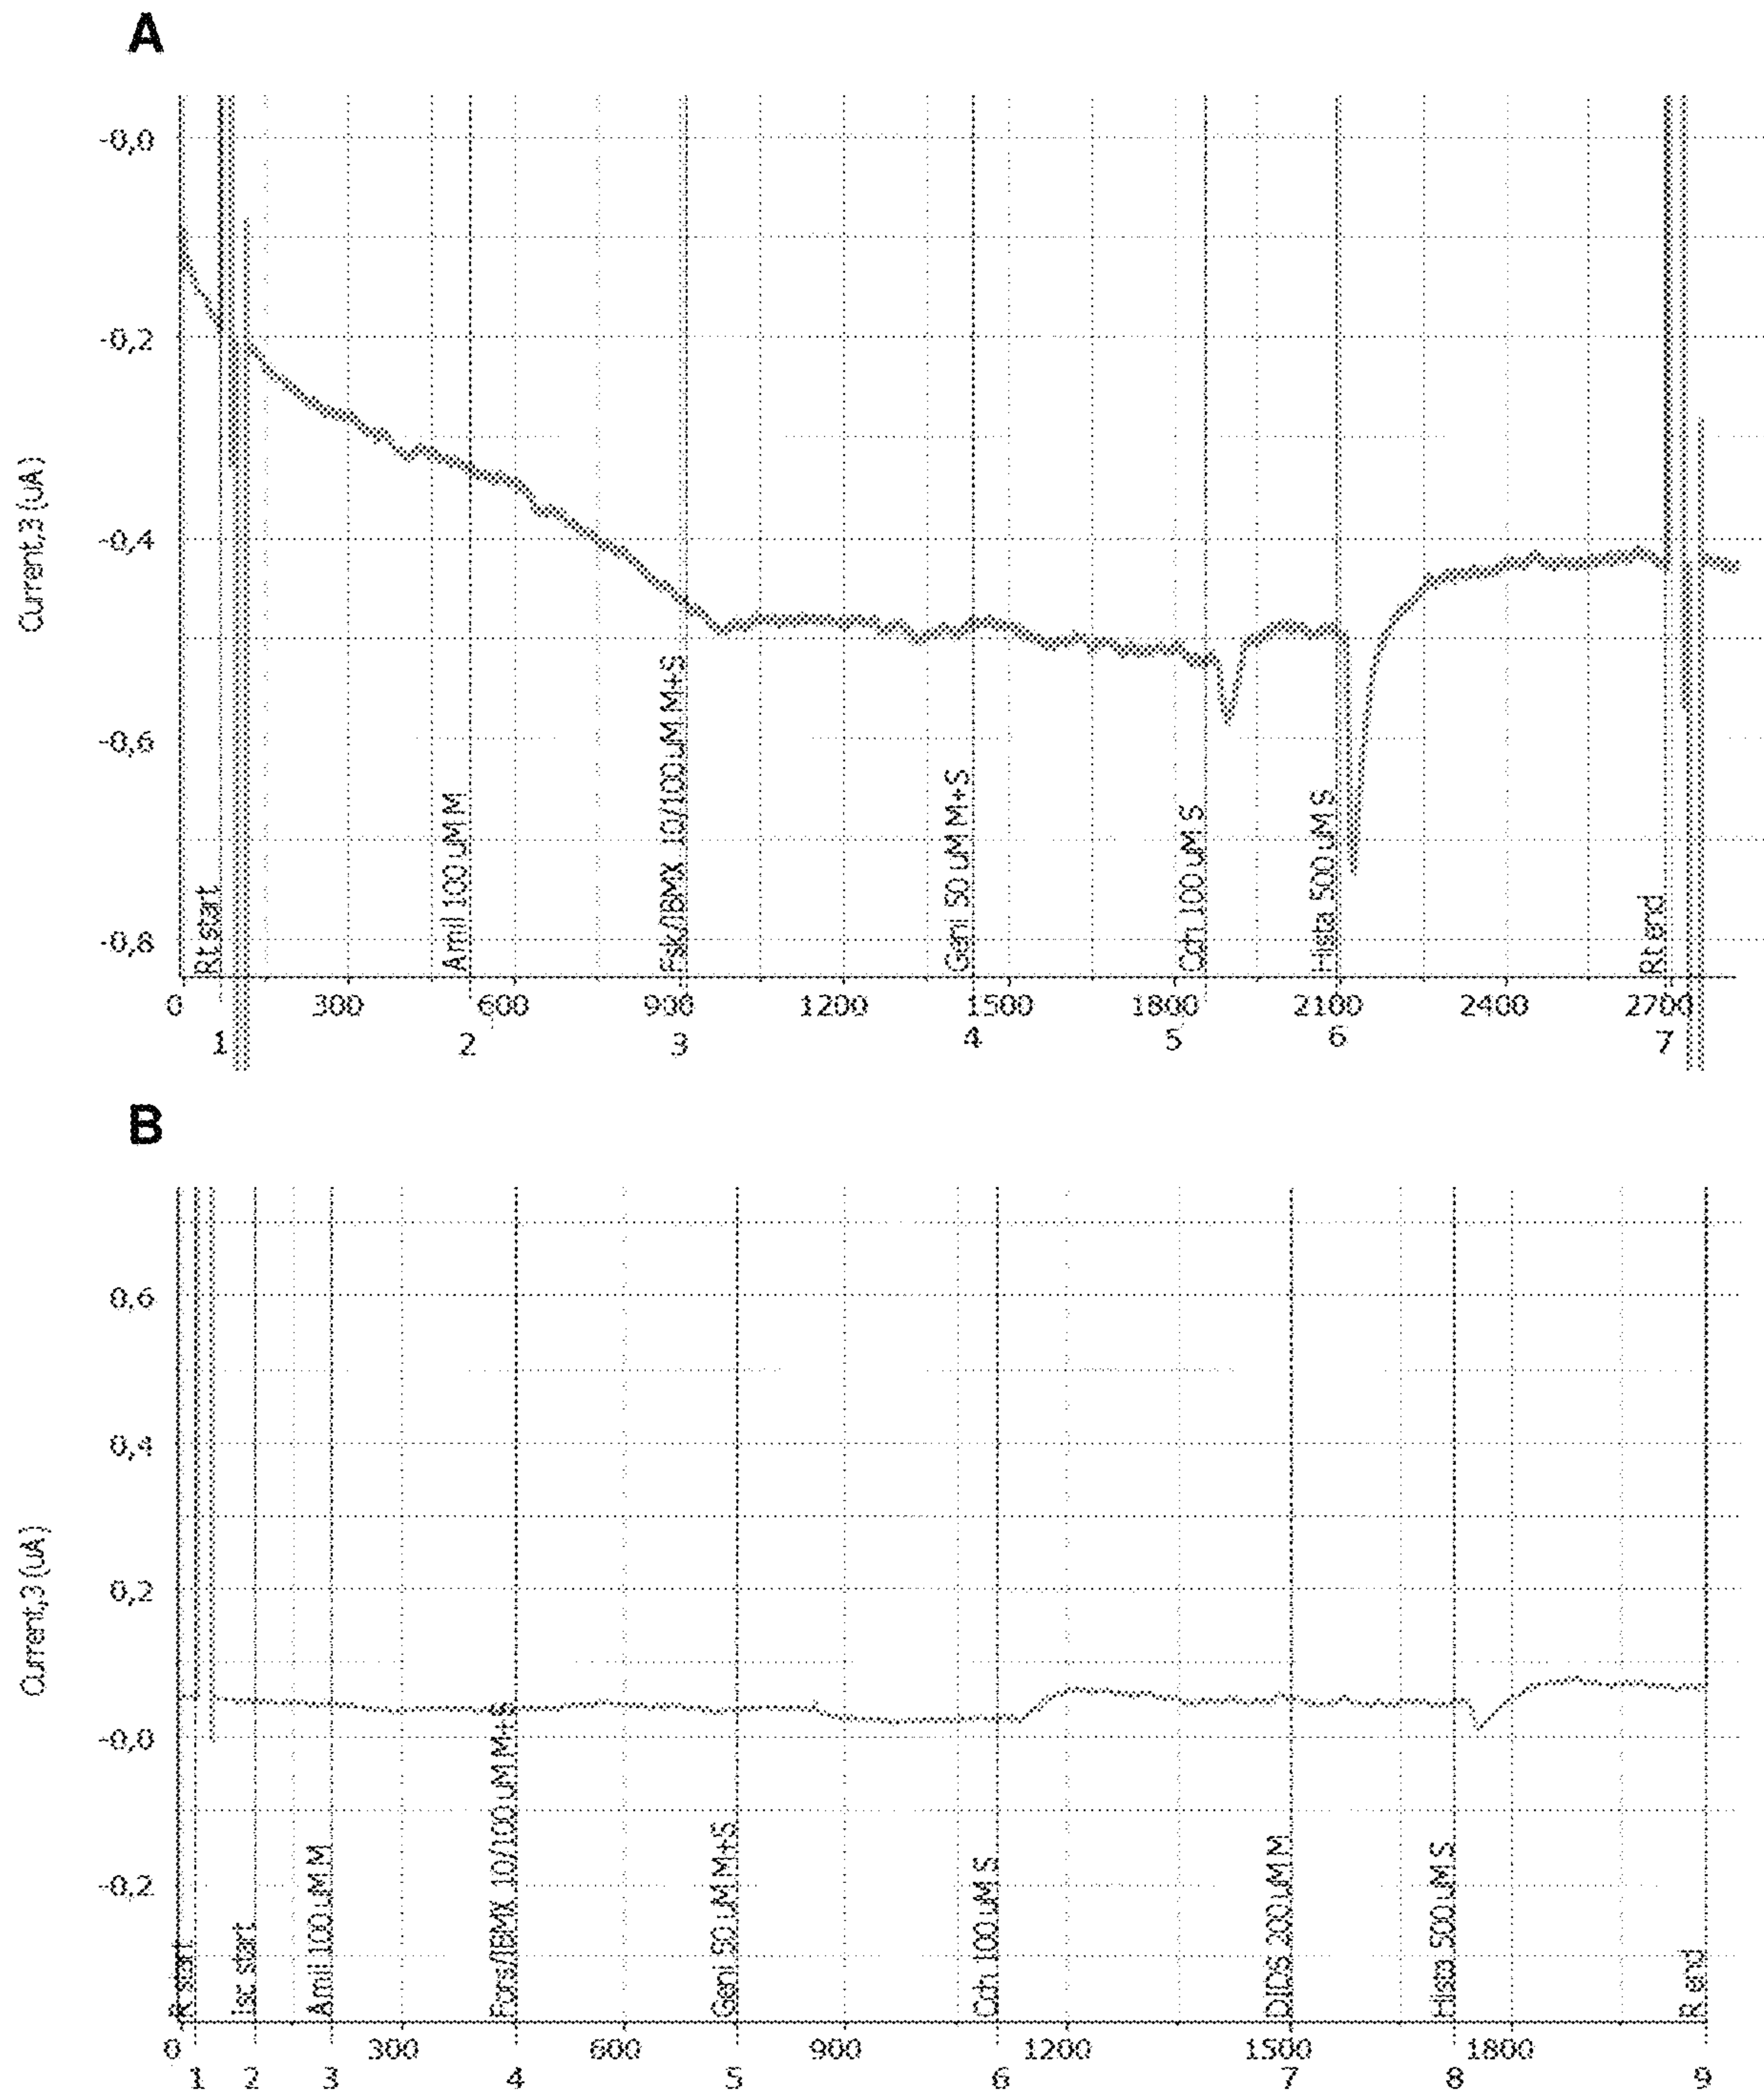 A
Current,3 (uA)
-0,0
-0,2
-0,4
-0,6
-0,8
Rt start
Amil 100 uM M
Fsk/IBMX 10/100 uM M+S
Geni 50 uM M+S
Cch 100 uM S
Hista 500 uM S
Rt end
0 300 600 900 1200 1500 1800 2100 2400 2700
1 2 3 4 5 6 7
B
Current,3 (uA)
0,6
0,4
0,2
-0,0
-0,2
R start
Isc start
Amil 100 uM M
Fors/IBMX 10/100 uM M+S
Geni 50 uM M+S
Cch 100 uM S
DIDS 200 uM M
Hista 500 uM S
R end
0 300 600 900 1200 1500 1800
1 2 3 4 5 6 7 8 9